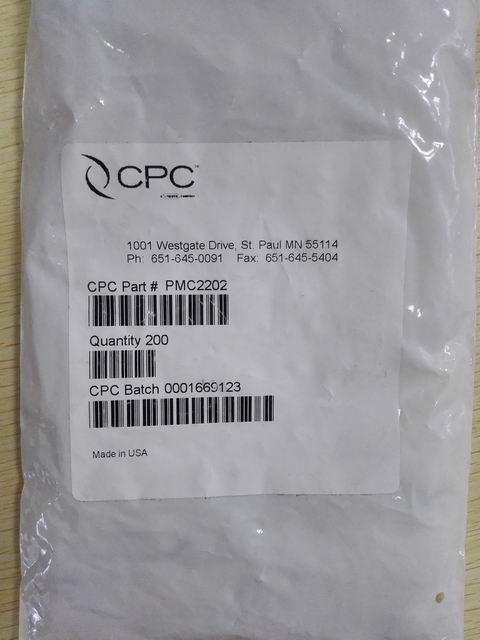 CPC™
1001 Westgate Drive, St. Paul MN 55114
Ph: 651-645-0091 Fax: 651-645-5404
CPC Part # PMC2202
Quantity 200
CPC Batch 0001669123
Made in USA